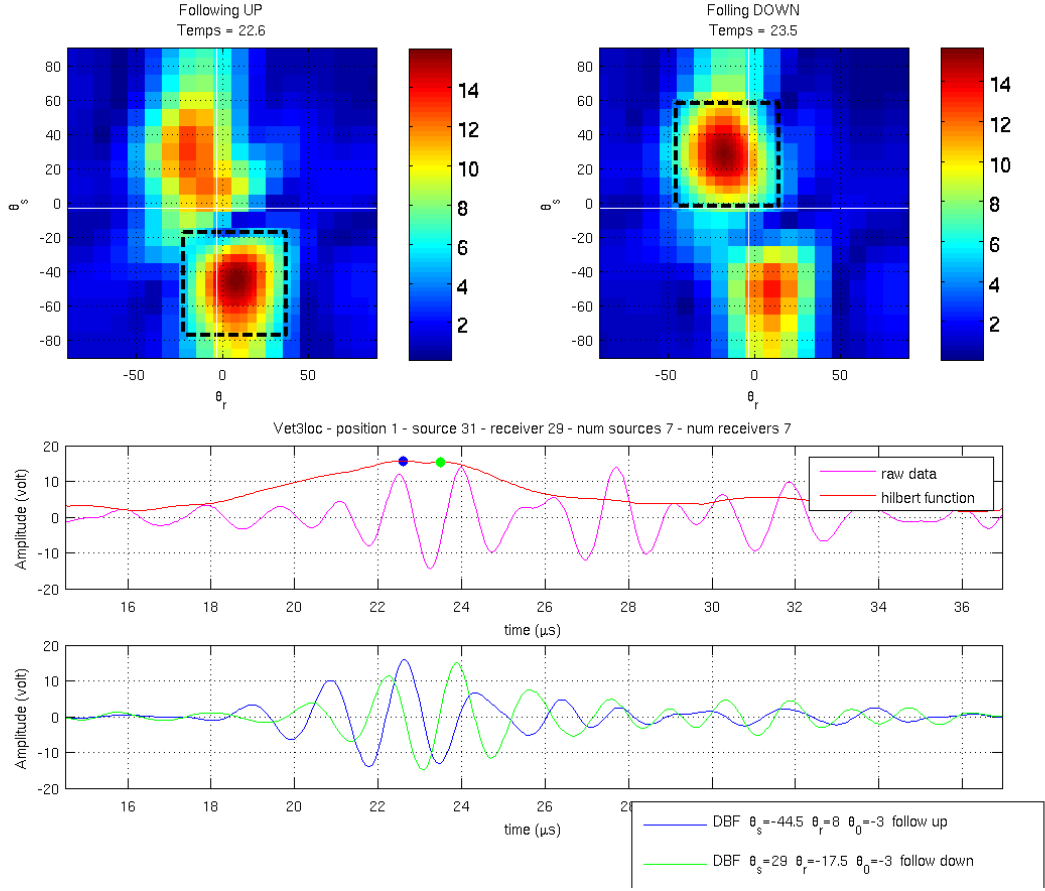 Following UP
Temps = 22.6
Folling DOWN
Temps = 23.5
80
60
40
20
0
-20
-40
-60
-80
θs
-50
0
50
θr
14
12
10
8
6
4
2
80
60
40
20
0
-20
-40
-60
-80
θs
-50
0
50
θr
14
12
10
8
6
4
2
Vet3loc - position 1 - source 31 - receiver 29 - num sources 7 - num receivers 7
20
10
0
-10
-20
Amplitude (volt)
raw data
hilbert function
16 18 20 22 24 26 28 30 32 34 36
time (μs)
20
10
0
-10
-20
Amplitude (volt)
16 18 20 22 24 26 28
time (μs)
DBF θs=-44.5 θr=8 θ0=-3 follow up
DBF θs=29 θr=-17.5 θ0=-3 follow down